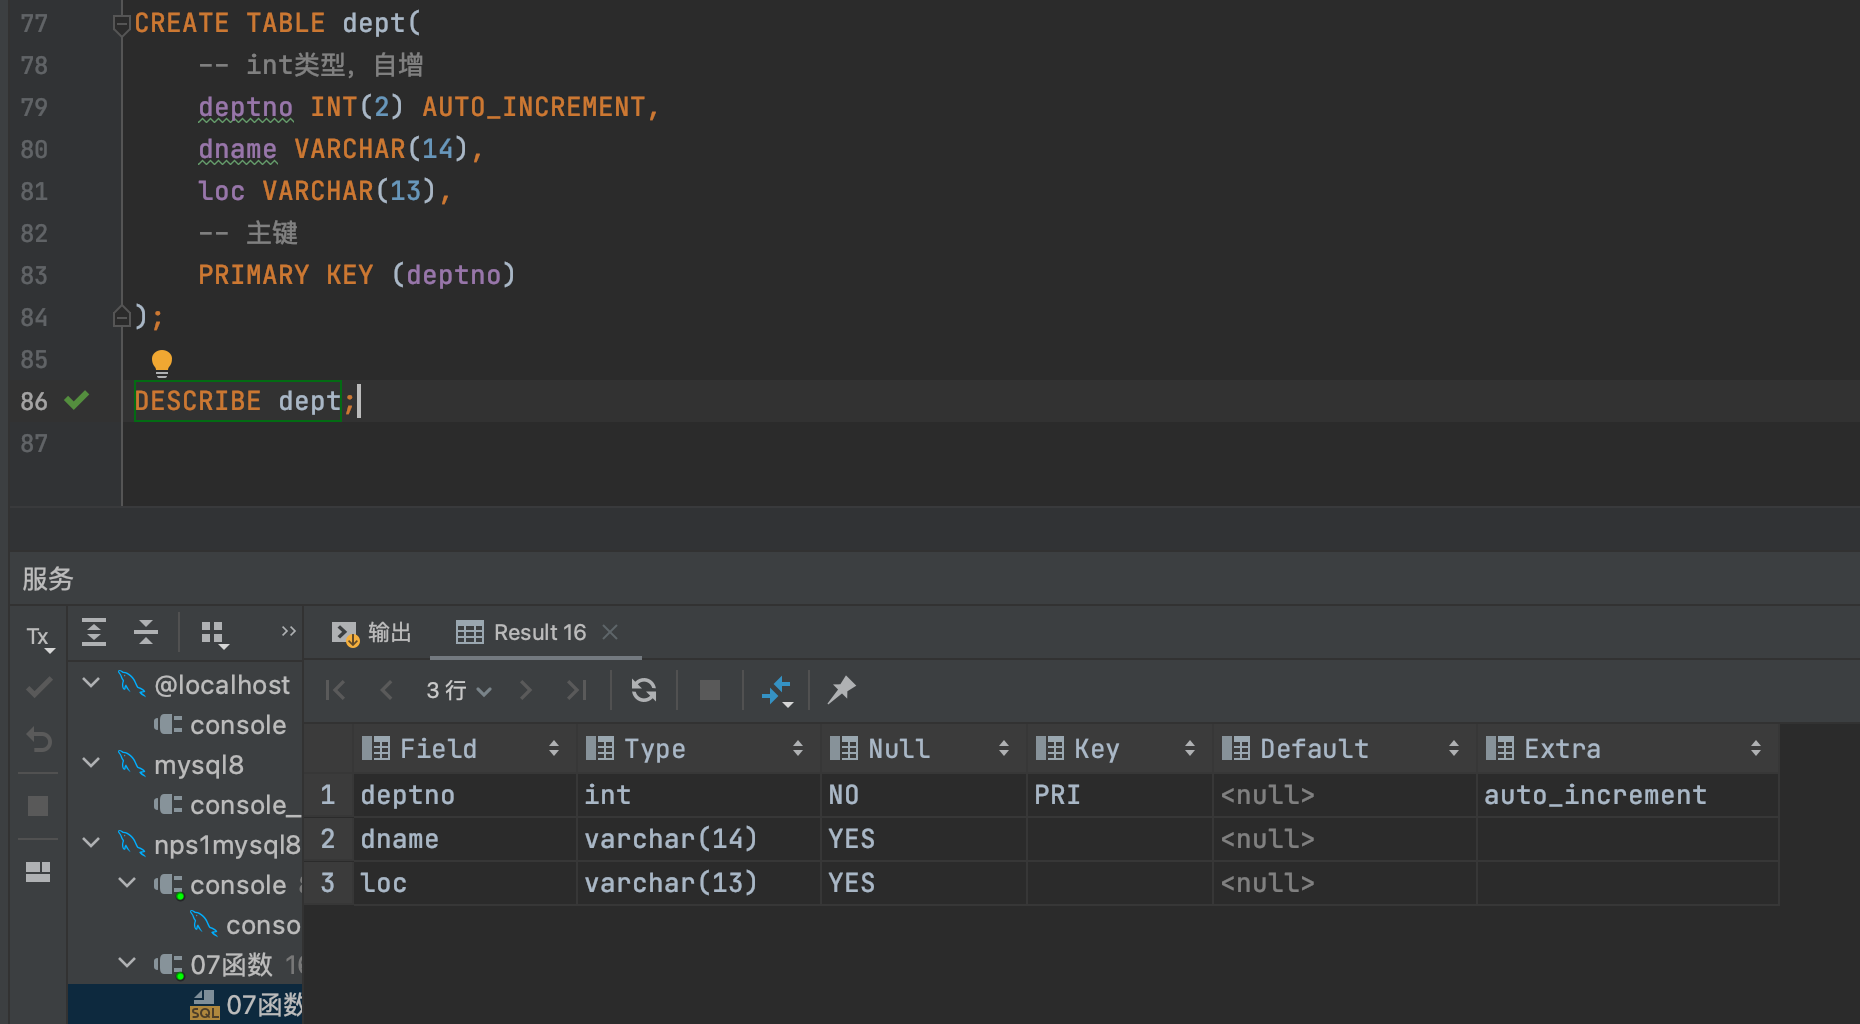 77 CREATE TABLE dept(
78 -- int类型，自增
79 deptno INT(2) AUTO_INCREMENT,
80 dname VARCHAR(14),
81 loc VARCHAR(13),
82 -- 主键
83 PRIMARY KEY (deptno)
84 );
85
86 DESCRIBE dept;
87
服务
Tx
输出 Result 16
3 行
@localhost
console
mysql8
console_
nps1mysql8
console
conso
07函数
SQL 07函数
Field Type Null Key Default Extra
1 deptno int NO PRI <null> auto_increment
2 dname varchar(14) YES <null>
3 loc varchar(13) YES <null>